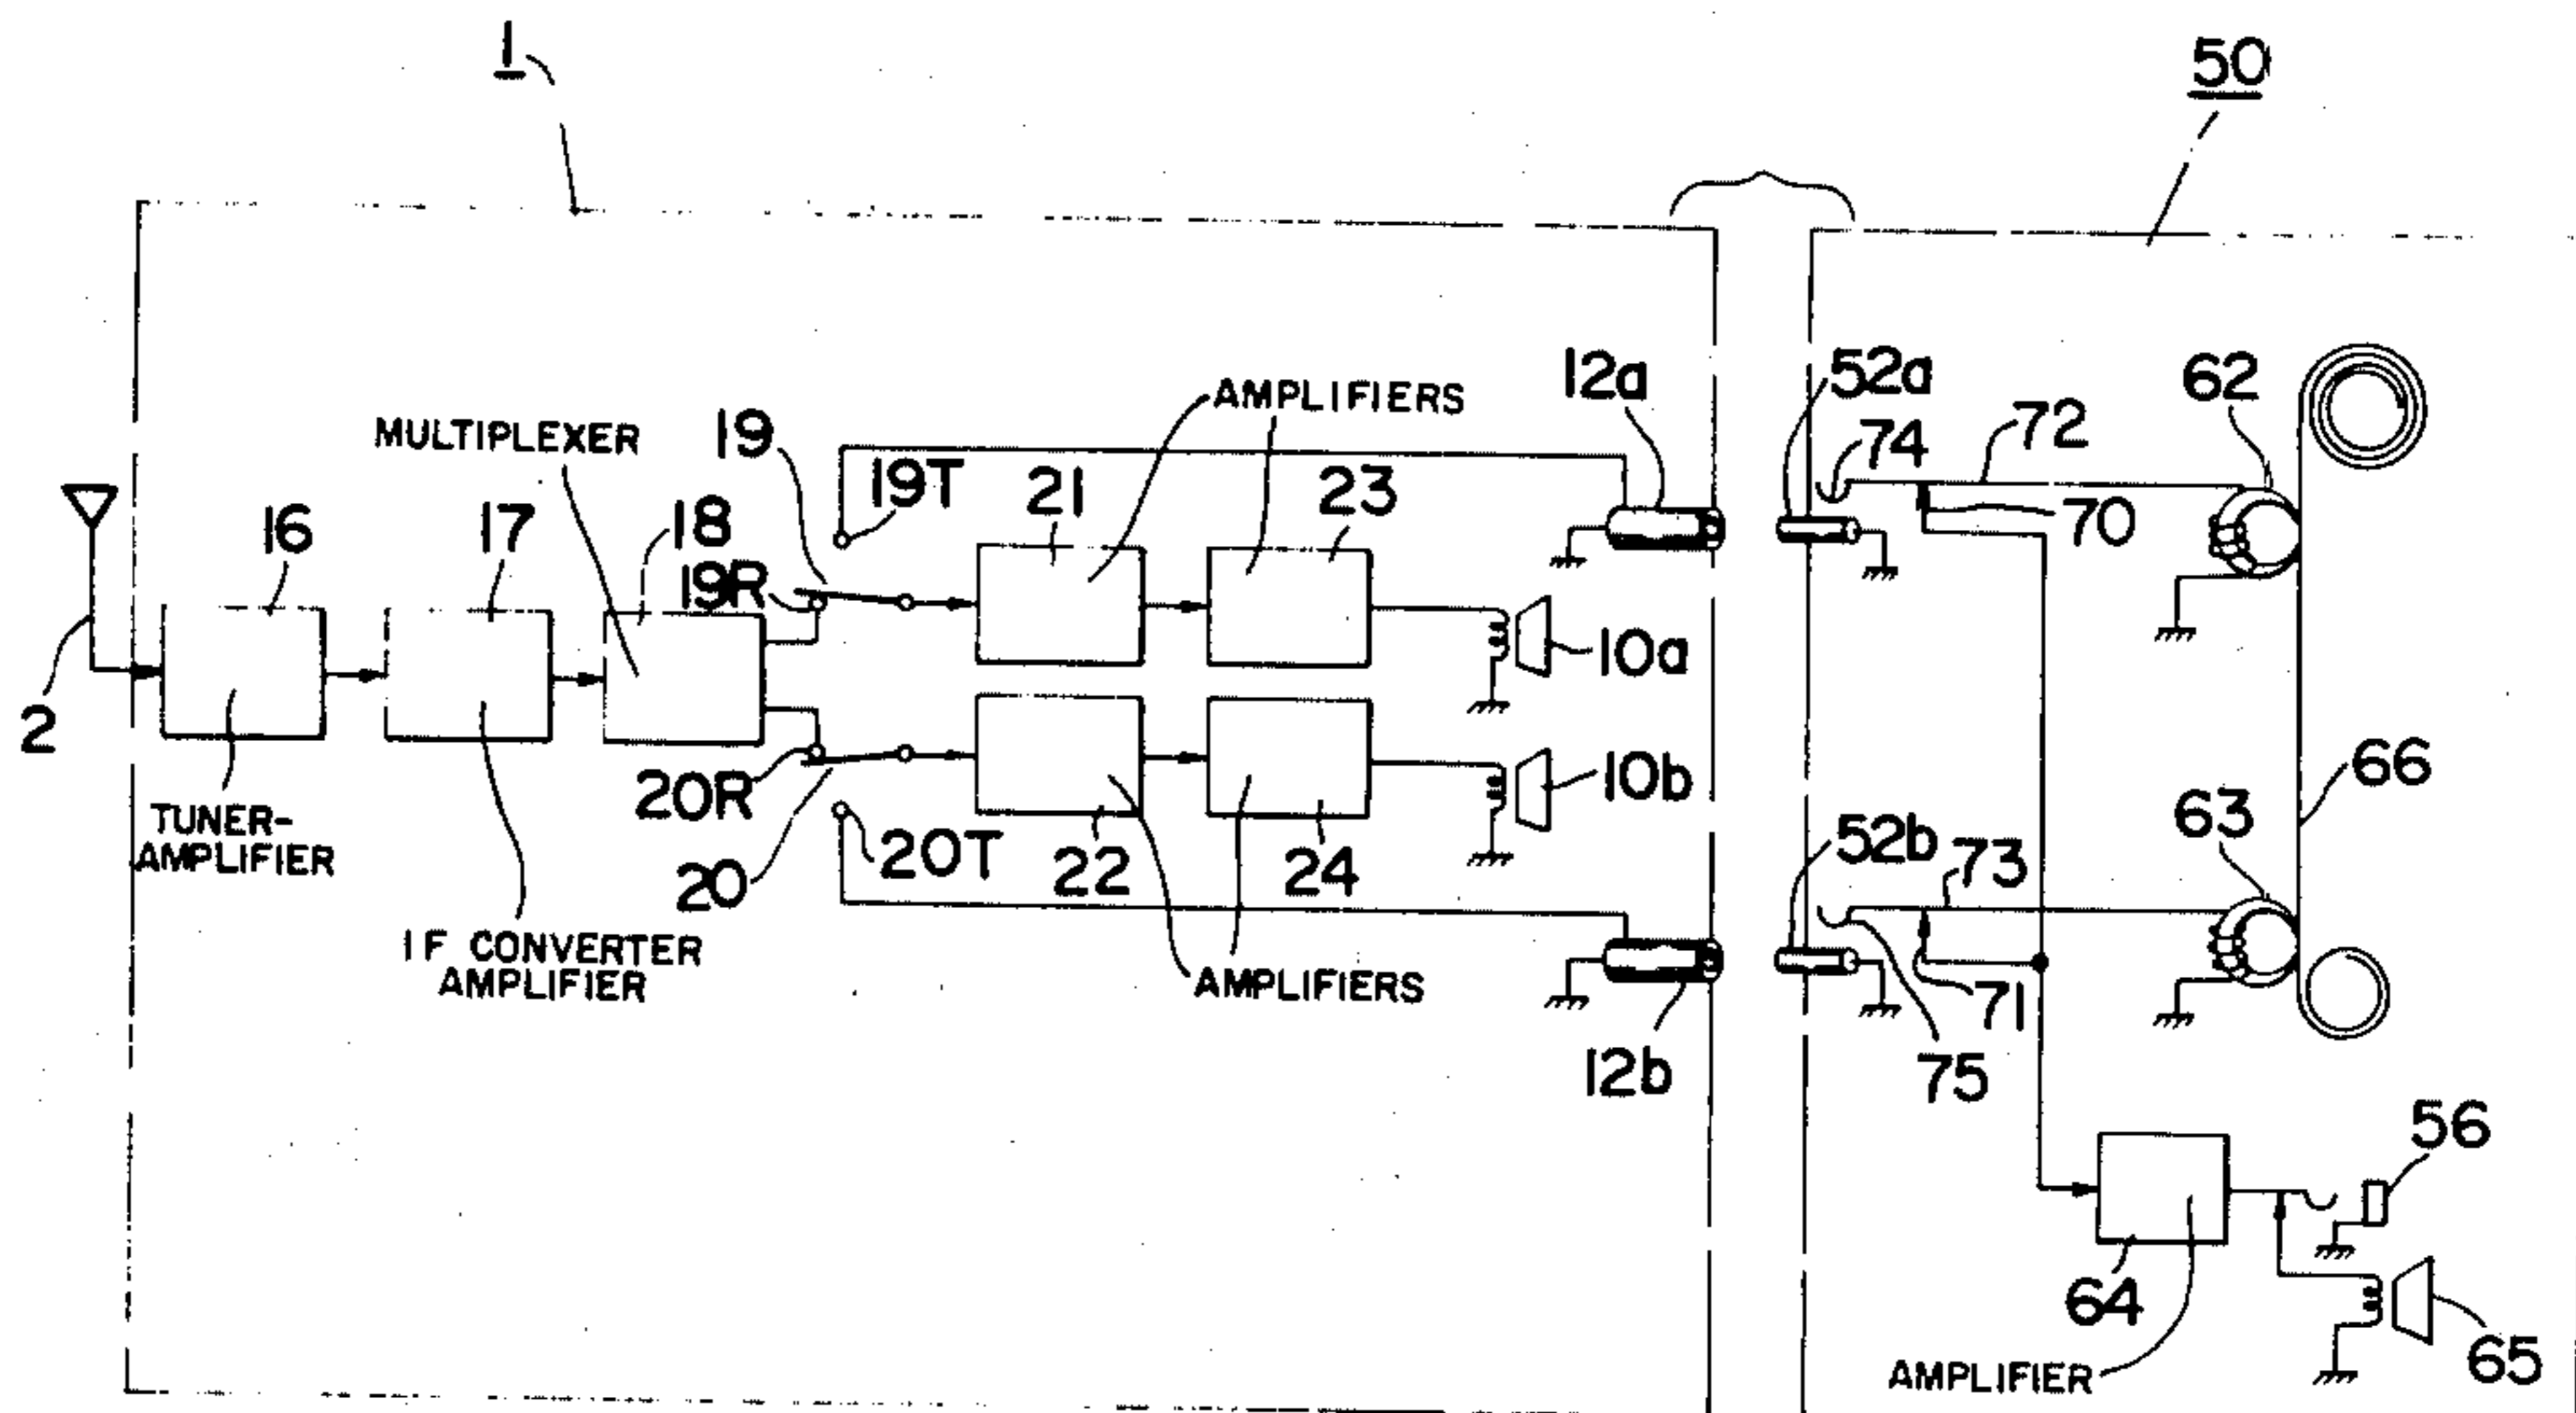 1
50
AMPLIFIERS
12a
52a
62
MULTIPLEXER
19
72
74
19T
21
23
16
17
18
70
19R
10a
2
20R
10b
66
TUNER-
AMPLIFIER
20
20T
22
24
52b
73
63
IF CONVERTER
AMPLIFIER
AMPLIFIERS
71
12b
75
56
64
65
AMPLIFIER